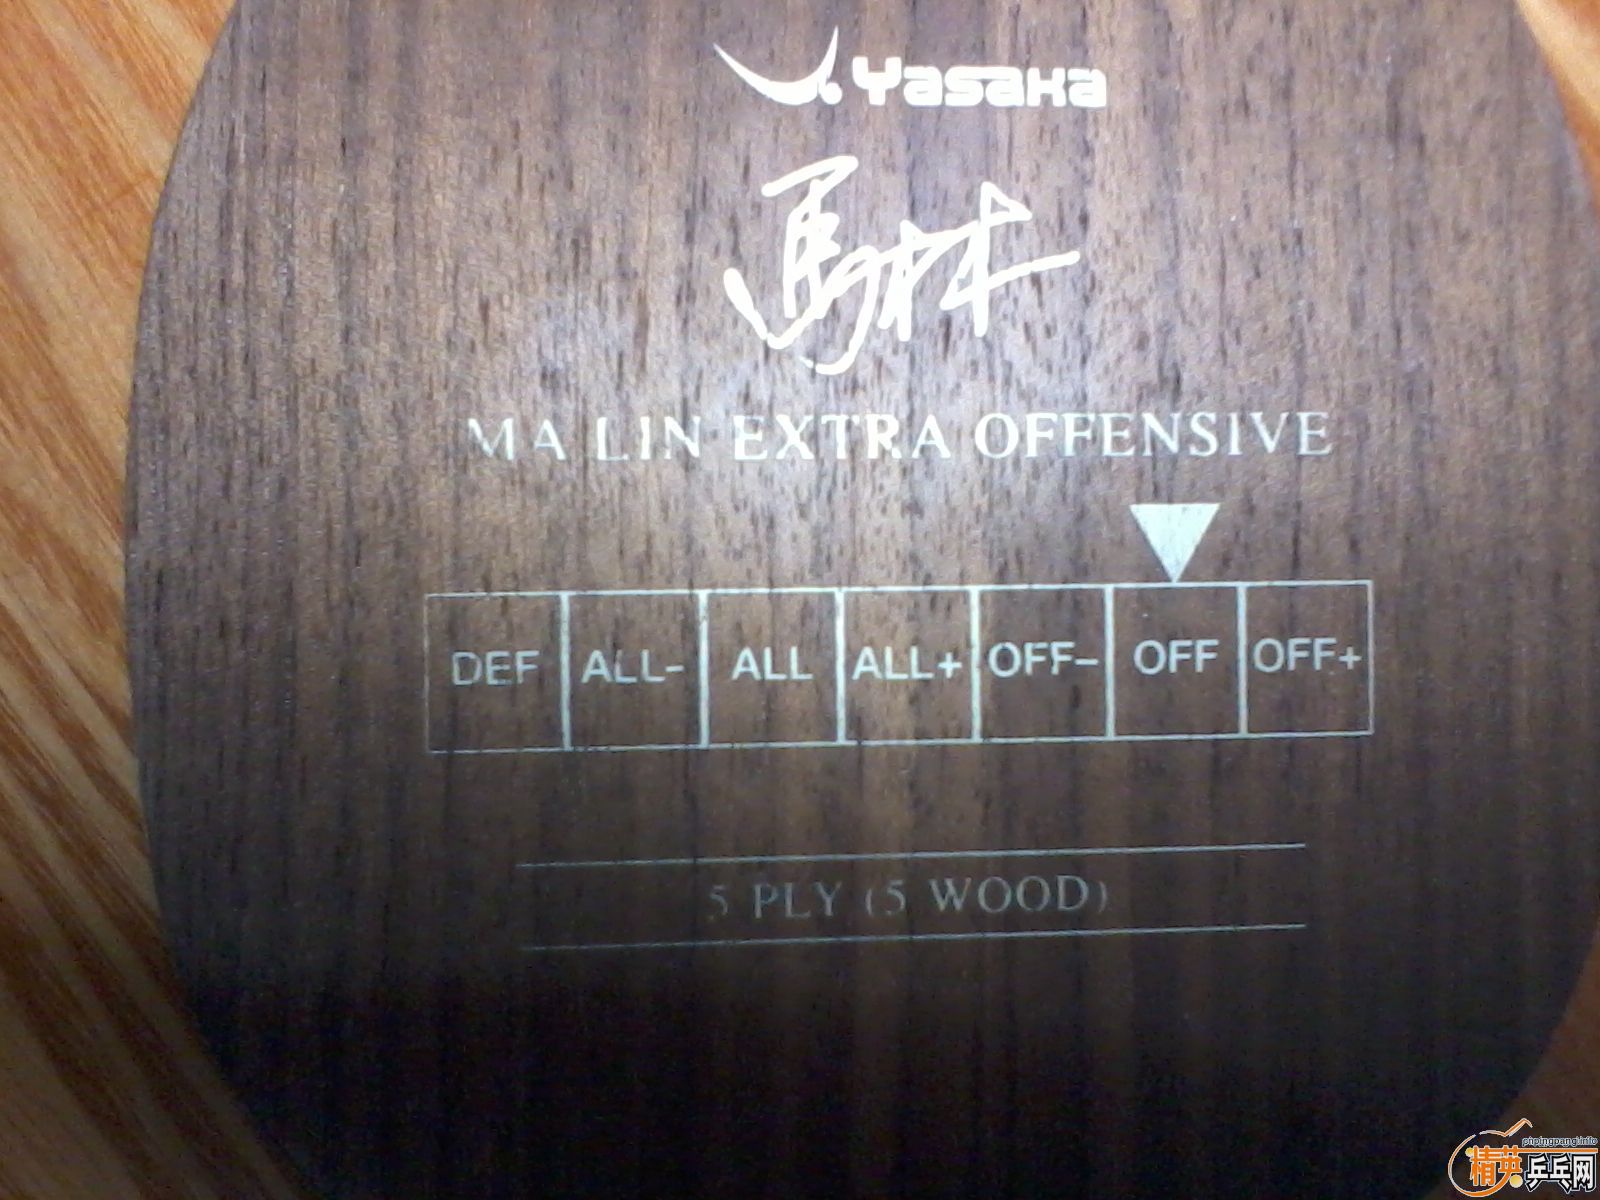 Yasaka
馬林
MA LIN EXTRA OFFENSIVE
DEF ALL- ALL ALL+ OFF- OFF OFF+
5 PLY (5 WOOD)
phpingpang.info
精英乒乓网